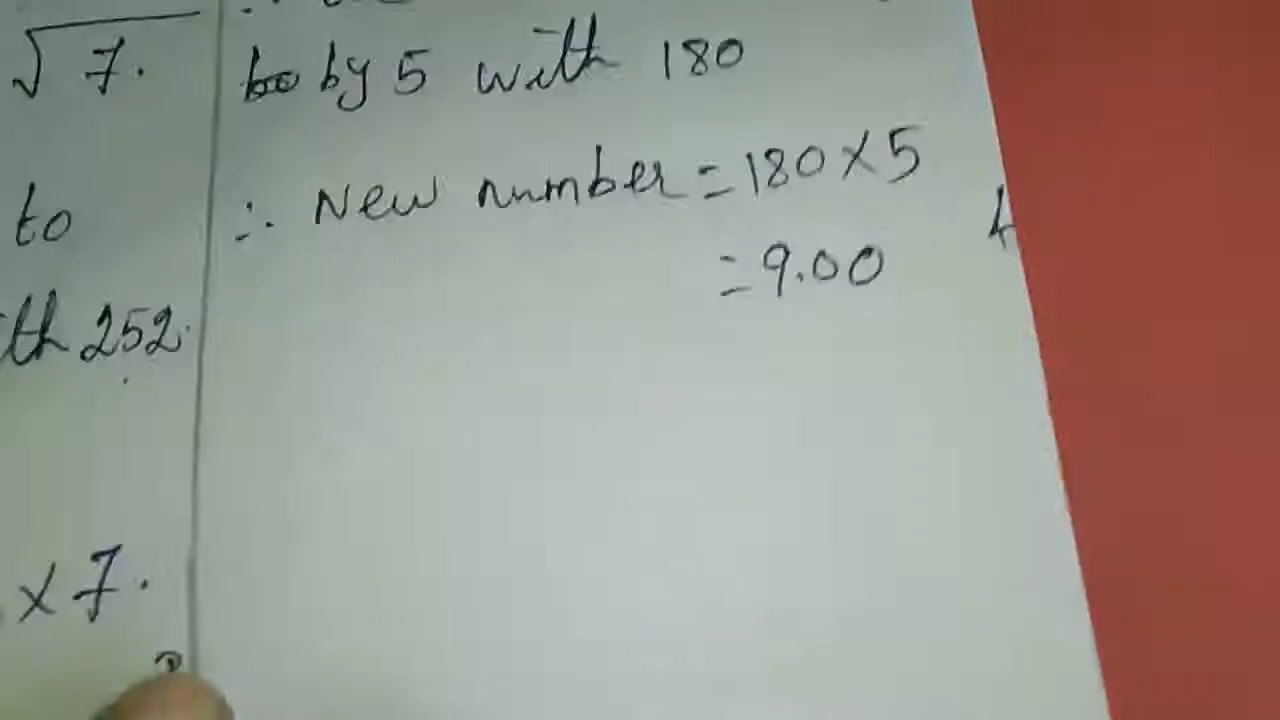 √7.
to
th 252.
x 7.
by 5 with 180
∴ New number = 180 x 5
= 9.00